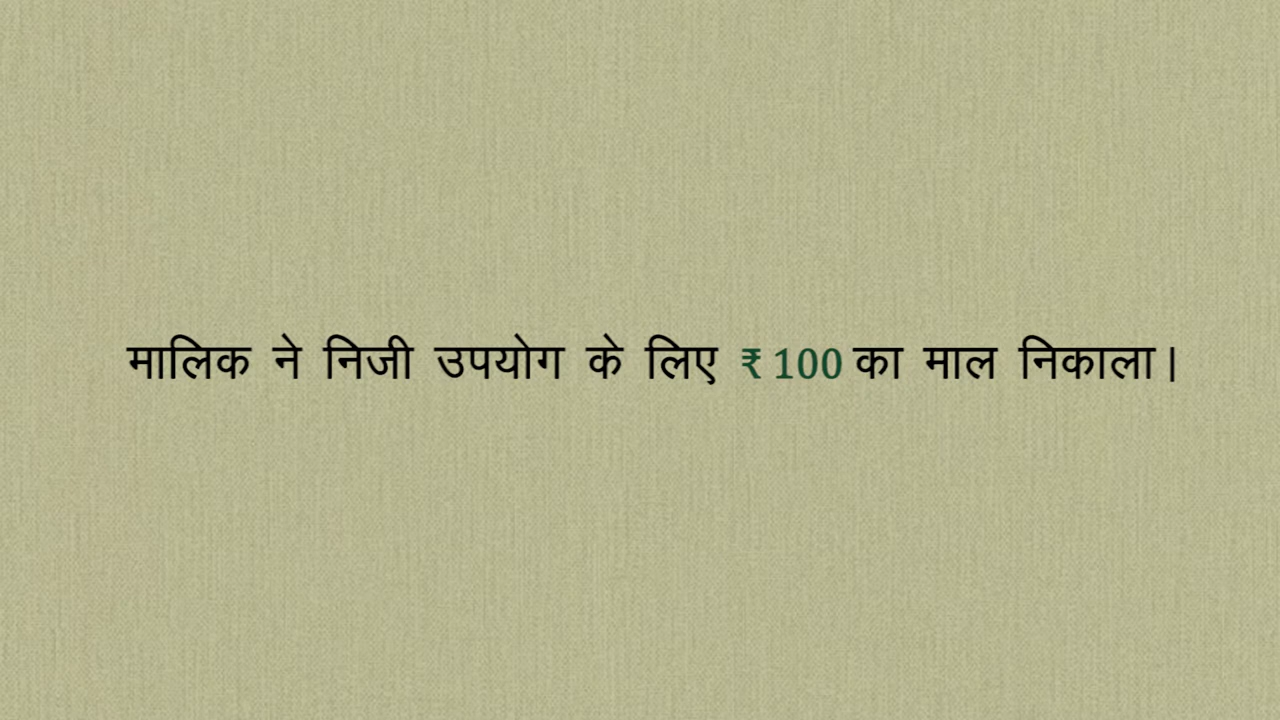 मालिक ने निजी उपयोग के लिए ₹ 100 का माल निकाला।